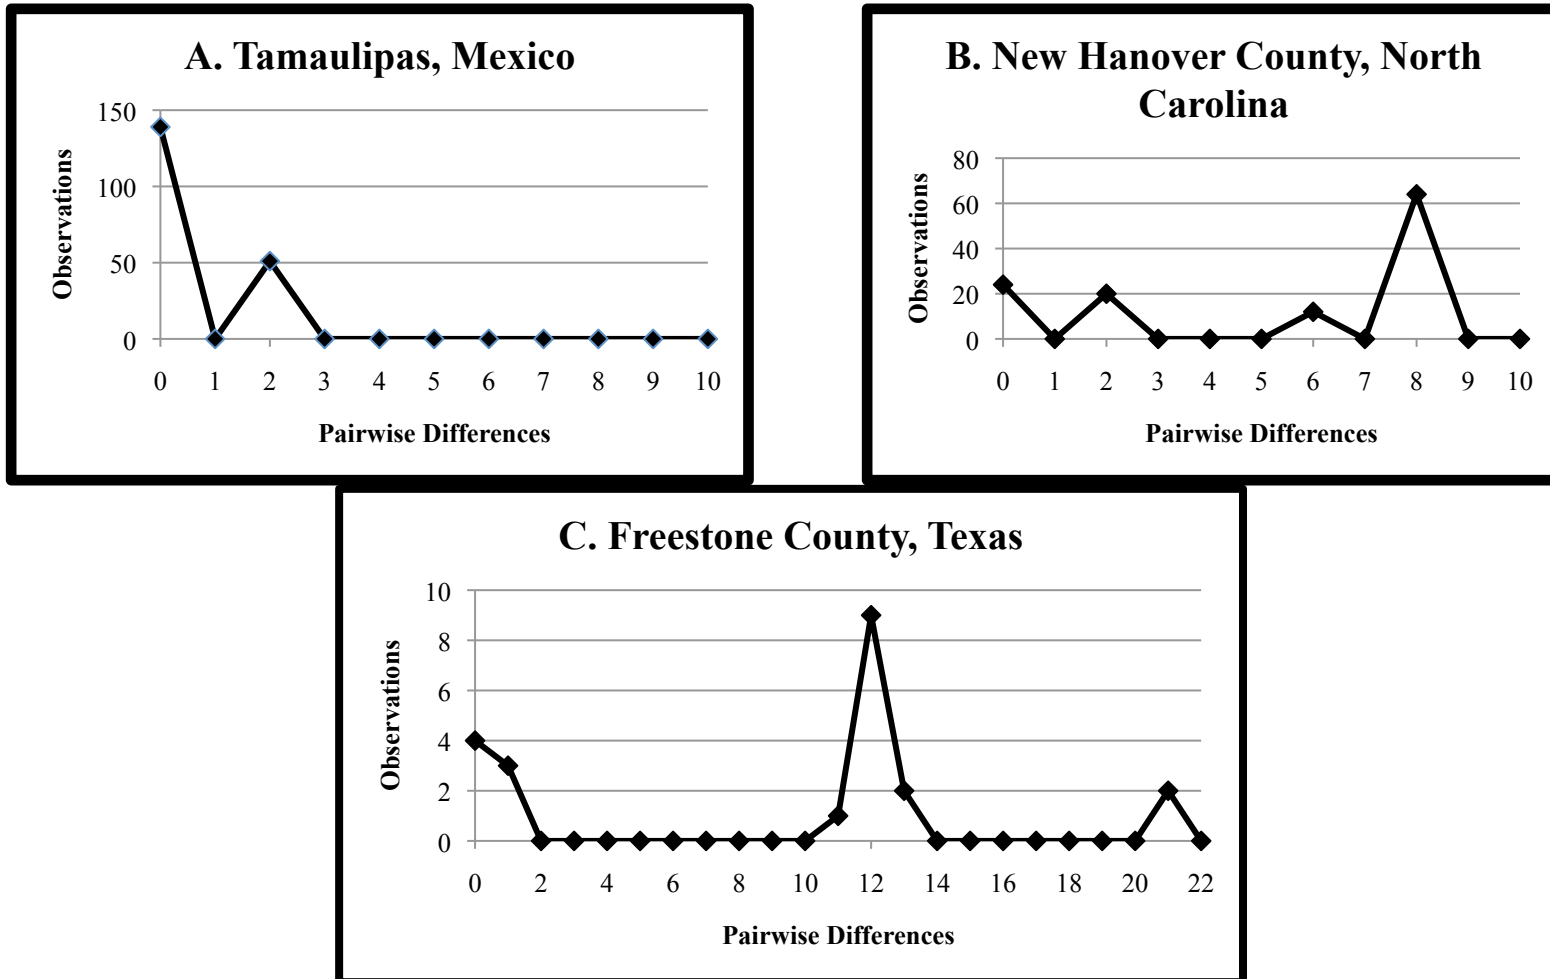 A. Tamaulipas, Mexico
150
100
50
0
Observations
0 1 2 3 4 5 6 7 8 9 10
Pairwise Differences
B. New Hanover County, North
Carolina
80
60
40
20
0
Observations
0 1 2 3 4 5 6 7 8 9 10
Pairwise Differences
C. Freestone County, Texas
10
8
6
4
2
0
Observations
0 2 4 6 8 10 12 14 16 18 20 22
Pairwise Differences